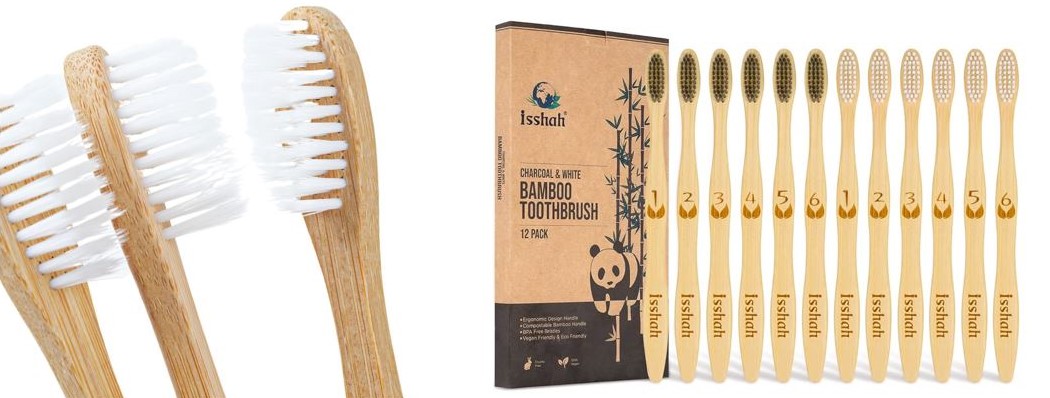 isshah
CHARCOAL & WHITE
BAMBOO
TOOTHBRUSH
12 PACK
• Ergonomic Design Handle
• Compostable Bamboo Handle
• BPA Free Bristles
• Vegan Friendly & Eco Friendly
BAMBOO TOOTHBRUSH
1 2 3 4 5 6 1 2 3 4 5 6
isshah isshah isshah isshah isshah isshah isshah isshah isshah isshah isshah isshah